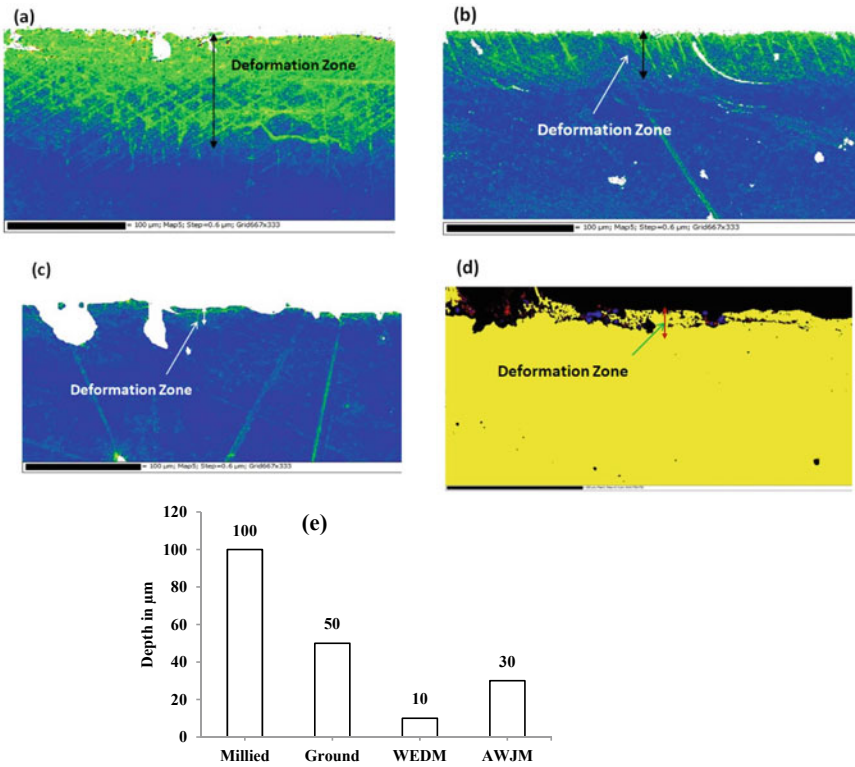 (a)
Deformation Zone
= 100 µm; Map5; Step=0.6 µm; Grid667x333
(b)
Deformation Zone
= 100 µm; Map5; Step=0.6 µm; Grid667x333
(c)
Deformation Zone
= 100 µm; Map5; Step=0.6 µm; Grid667x333
(d)
Deformation Zone
(e)
Depth in µm
120
100
80
60
40
20
0
100
50
10
30
Millied
Ground
WEDM
AWJM